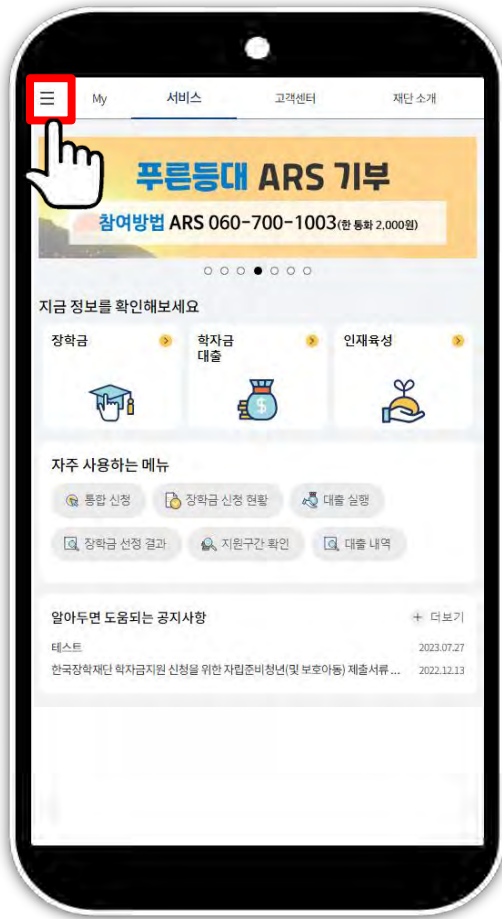 My 서비스 고객센터 재단 소개
푸른등대 ARS 기부
참여방법 ARS 060-700-1003(한 통화 2,000원)
지금 정보를 확인해보세요
장학금 학자금 대출 인재육성
자주 사용하는 메뉴
통합 신청 장학금 신청 현황 대출 실행
장학금 선정 결과 지원구간 확인 대출 내역
알아두면 도움되는 공지사항 + 더보기
테스트 2023.07.27
한국장학재단 학자금지원 신청을 위한 자립준비청년(및 보호아동) 제출서류 ... 2022.12.13